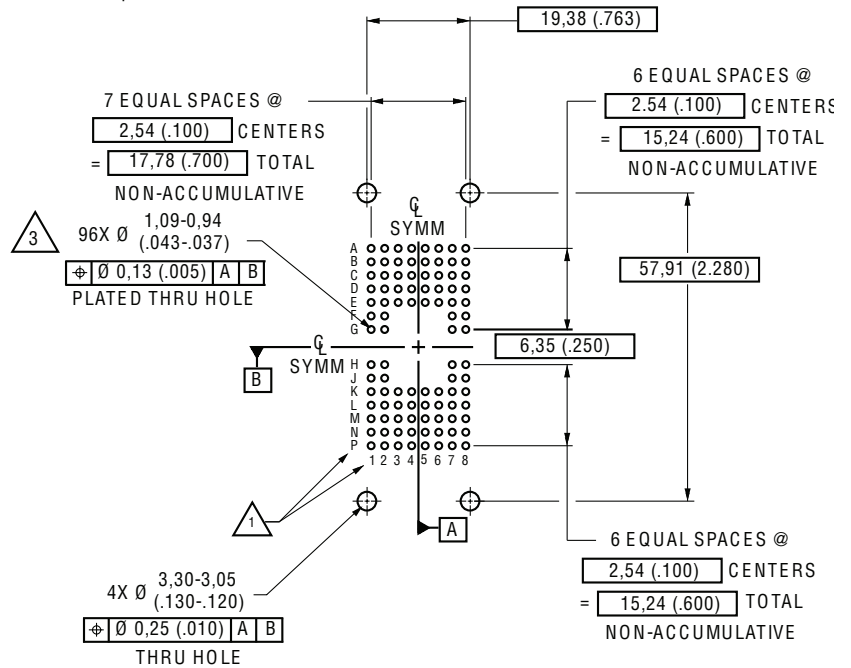 19,38 (.763)
7 EQUAL SPACES @
2,54 (.100) CENTERS
= 17,78 (.700) TOTAL
NON-ACCUMULATIVE
6 EQUAL SPACES @
2.54 (.100) CENTERS
= 15,24 (.600) TOTAL
NON-ACCUMULATIVE
℄
SYMM
3
96X Ø 1,09-0,94
(.043-.037)
⌖ Ø 0,13 (.005) A B
PLATED THRU HOLE
57,91 (2.280)
A
B
C
D
E
F
G
6,35 (.250)
℄
SYMM
B
H
J
K
L
M
N
P
1 2 3 4 5 6 7 8
1
A
4X Ø 3,30-3,05
(.130-.120)
⌖ Ø 0,25 (.010) A B
THRU HOLE
6 EQUAL SPACES @
2,54 (.100) CENTERS
= 15,24 (.600) TOTAL
NON-ACCUMULATIVE